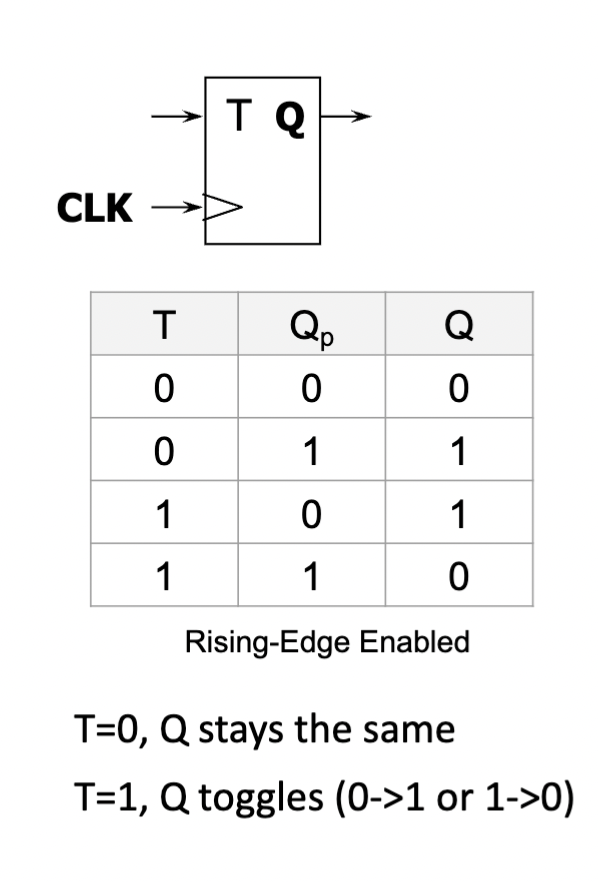 T Q
CLK
T Qp Q
0 0 0
0 1 1
1 0 1
1 1 0
Rising-Edge Enabled
T=0, Q stays the same
T=1, Q toggles (0->1 or 1->0)